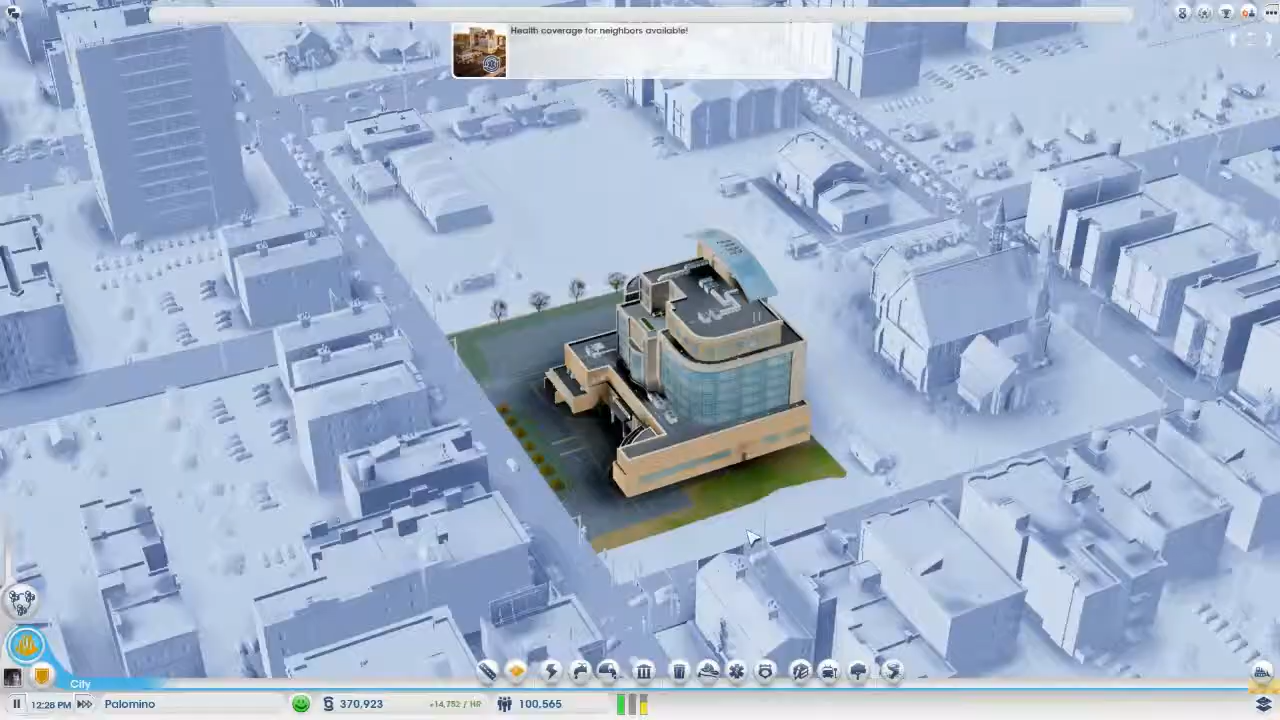 Health coverage for neighbors available!
City
12:28 PM
Palomino
370,923
+14,752 / HR
100,565